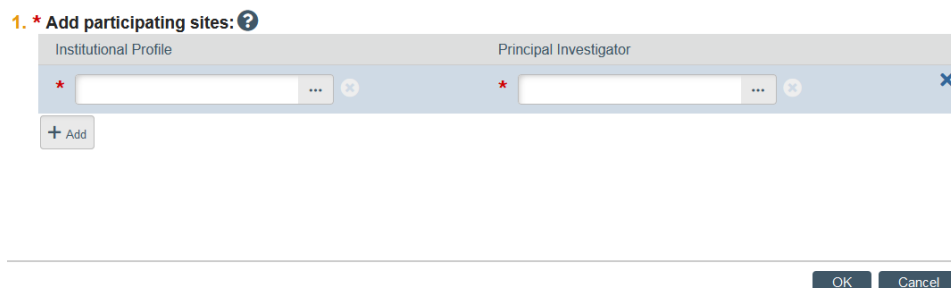 1. * Add participating sites: ?
Institutional Profile Principal Investigator
* ... * ...
+ Add
OK Cancel